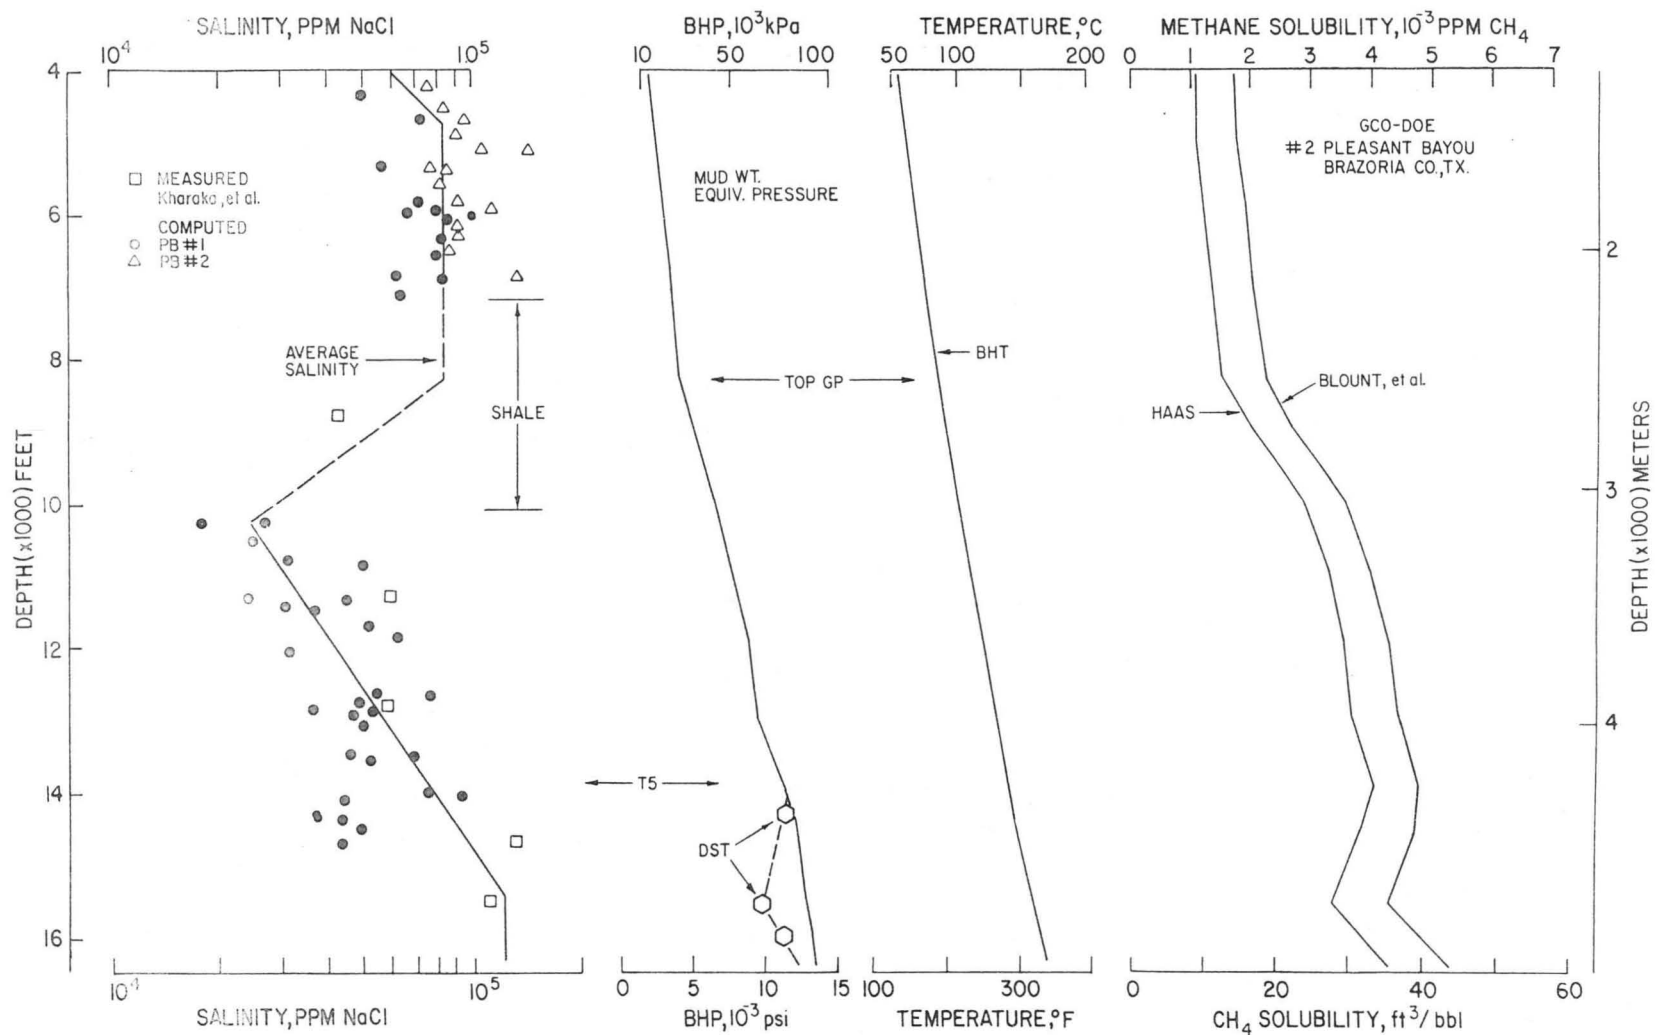 SALINITY, PPM NaCl
10⁴ 10⁵
BHP, 10³ kPa
10 50 100
TEMPERATURE, °C
50 100 200
METHANE SOLUBILITY, 10⁻³ PPM CH₄
0 1 2 3 4 5 6 7
DEPTH (x1000) FEET
4
6
8
10
12
14
16
MEASURED
Kharaka, et al.
COMPUTED
PB #1
PB #2
AVERAGE
SALINITY
SHALE
MUD WT.
EQUIV. PRESSURE
TOP GP
T5
DST
BHT
GCO-DOE
#2 PLEASANT BAYOU
BRAZORIA CO., TX.
BLOUNT, et al.
HAAS
2
3
4
DEPTH (x1000) METERS
10⁴ 10⁵
SALINITY, PPM NaCl
0 5 10 15
BHP, 10⁻³ psi
100 300
TEMPERATURE, °F
0 20 40 60
CH₄ SOLUBILITY, ft³/bbl